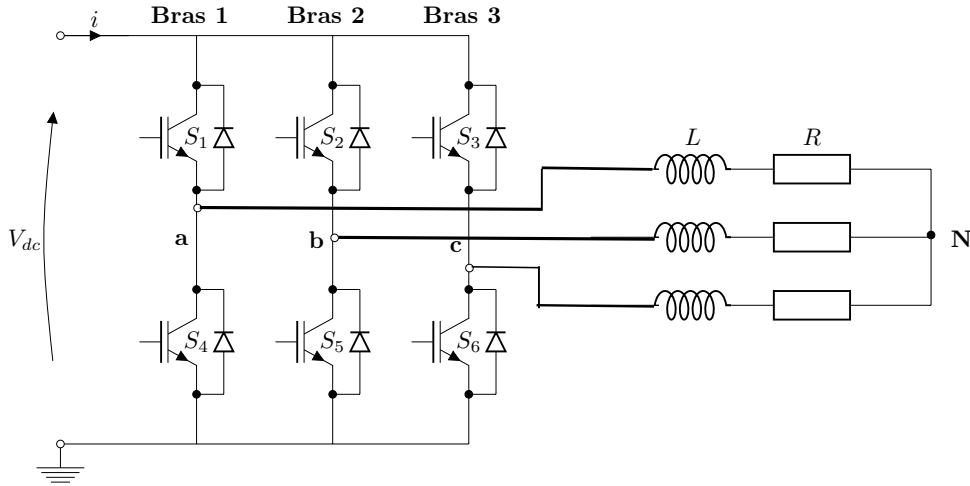 Bras 1 Bras 2 Bras 3
i
S1 S2 S3
L R
Vdc
a b c N
S4 S5 S6